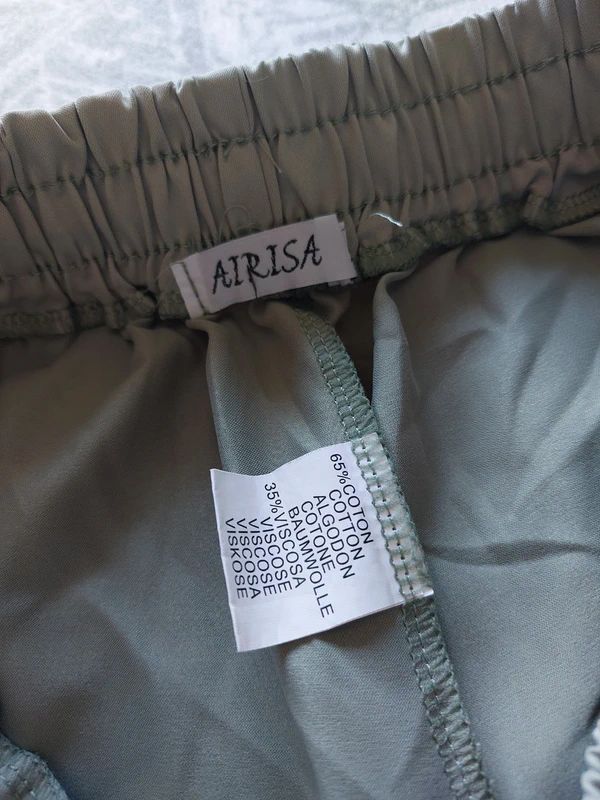 AIRISA
65%COTON
COTTON
ALGODON
COTONE
BAUMWOLLE
35%VISCOSA
VISCOSE
VISCOSE
VISCOSA
VISKOSE